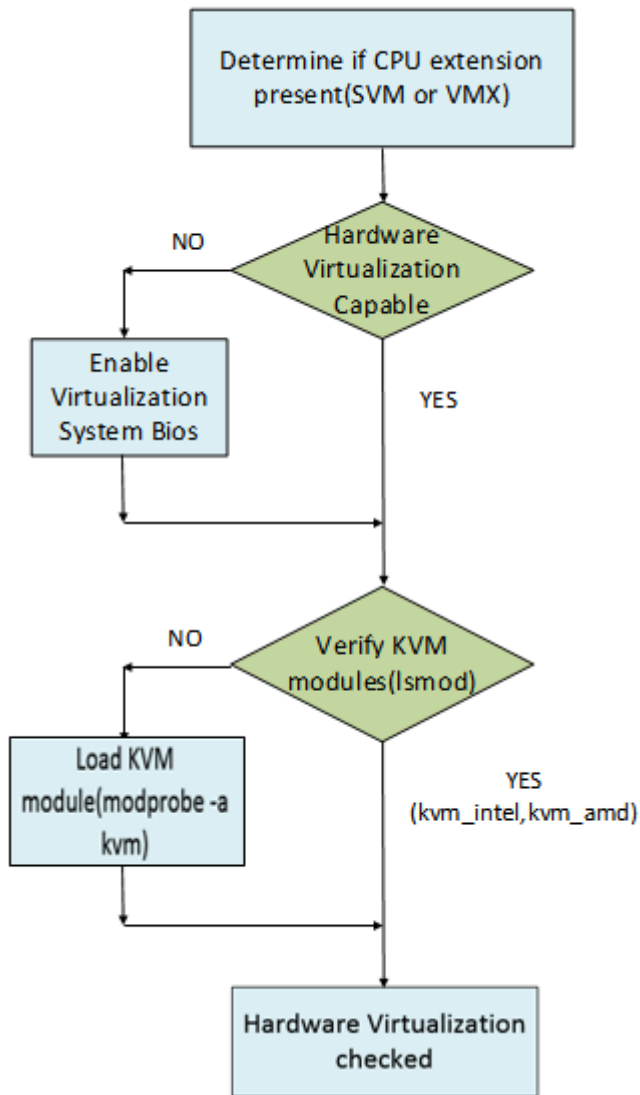 Determine if CPU extension
present(SVM or VMX)
NO
Hardware
Virtualization
Capable
Enable
Virtualization
System Bios
YES
NO
Verify KVM
modules(lsmod)
Load KVM
module(modprobe -a
kvm)
YES
(kvm_intel,kvm_amd)
Hardware Virtualization
checked